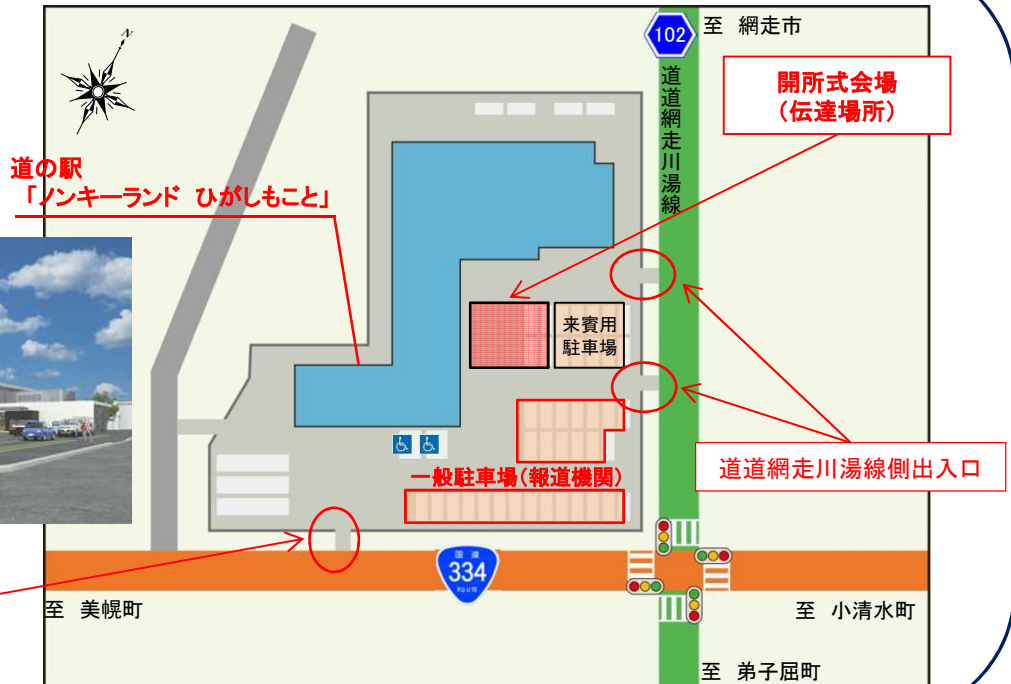 N
102
至 網走市
開所式会場
(伝達場所)
道道網走川湯線
道の駅
「ノンキーランド ひがしもこと」
来賓用
駐車場
道道網走川湯線側出入口
一般駐車場(報道機関)
国道
334
ROUTE
至 美幌町
至 小清水町
至 弟子屈町